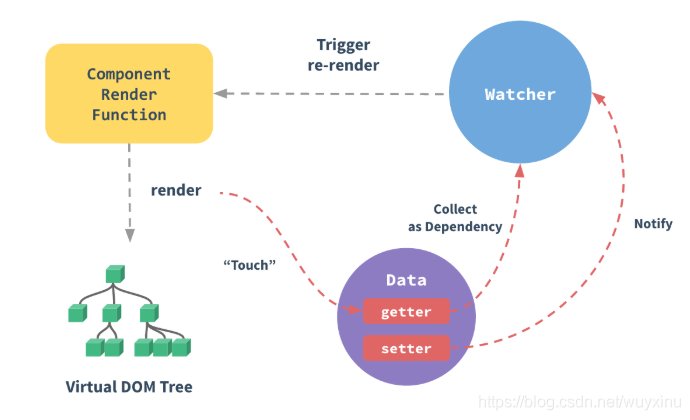 Trigger
re-render
Component
Render
Function
Watcher
render
Collect
as Dependency
Notify
“Touch”
Data
getter
setter
Virtual DOM Tree
https://blog.csdn.net/wuyxinu